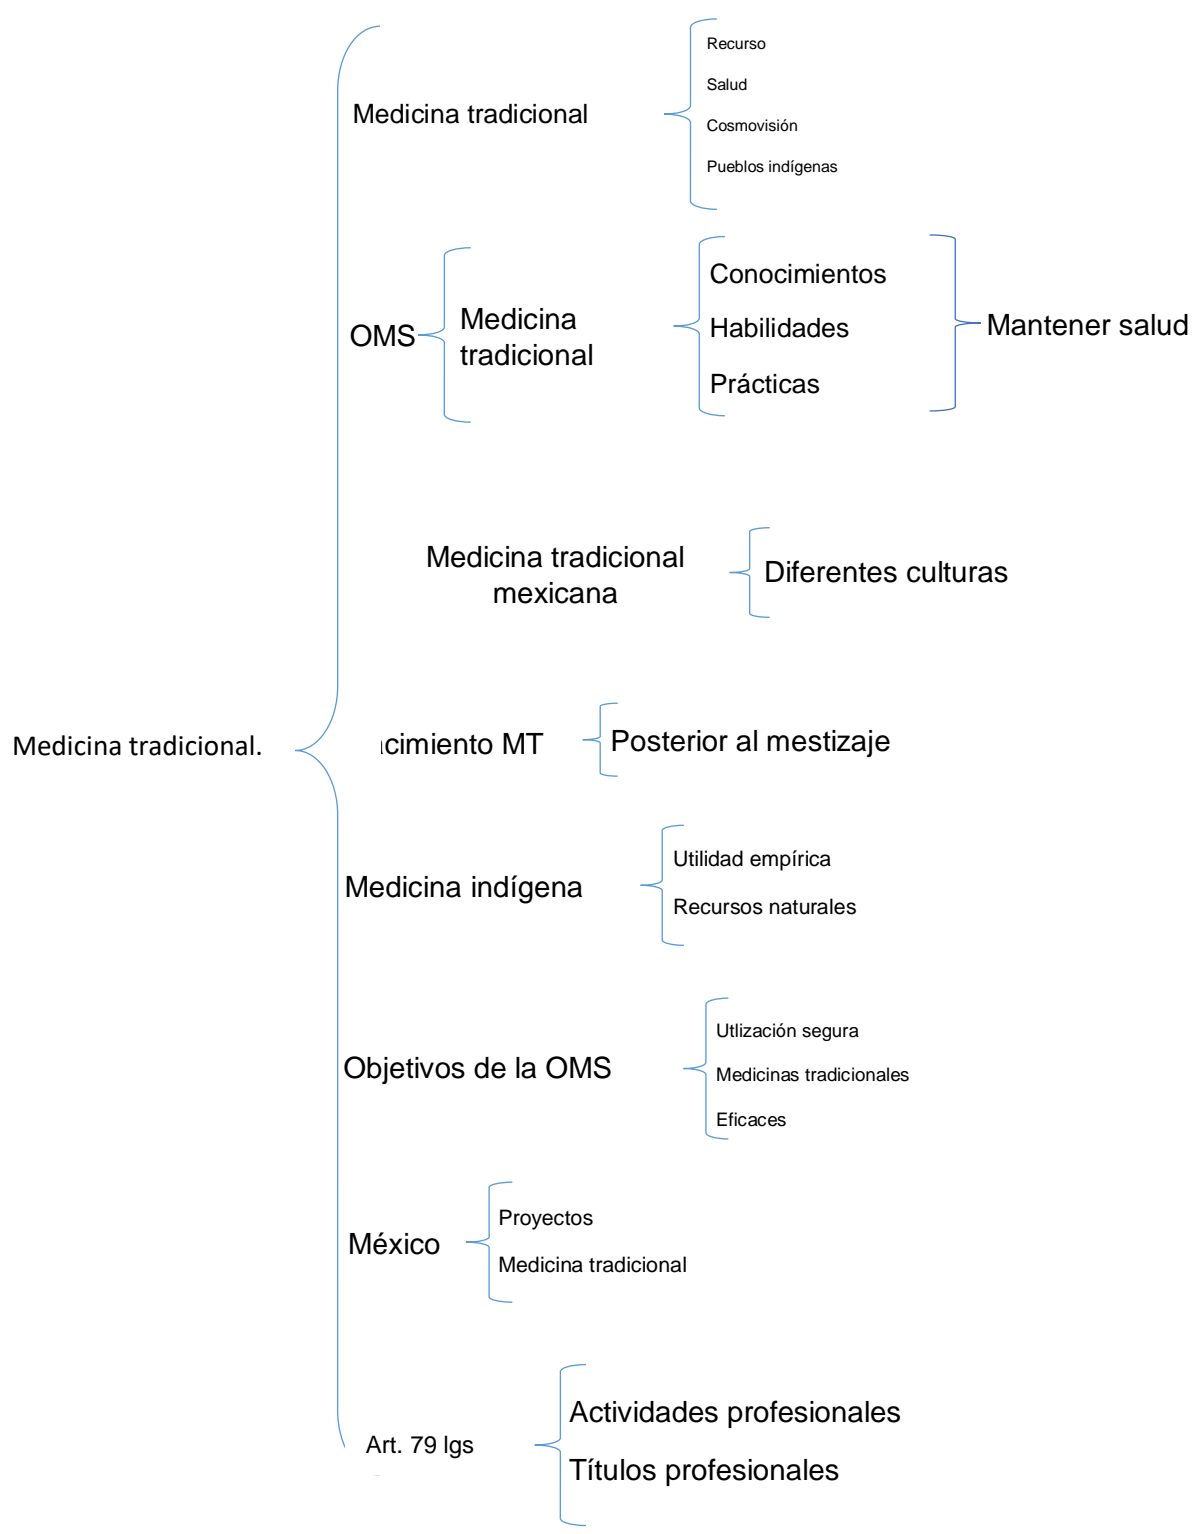 Recurso
Salud
Medicina tradicional
Cosmovisión
Pueblos indígenas
OMS
Medicina
tradicional
Conocimientos
Habilidades
Prácticas
Mantener salud
Medicina tradicional
mexicana
Diferentes culturas
Medicina tradicional.
cimiento MT
Posterior al mestizaje
Medicina indígena
Utilidad empírica
Recursos naturales
Objetivos de la OMS
Utlización segura
Medicinas tradicionales
Eficaces
México
Proyectos
Medicina tradicional
Art. 79 lgs
Actividades profesionales
Títulos profesionales